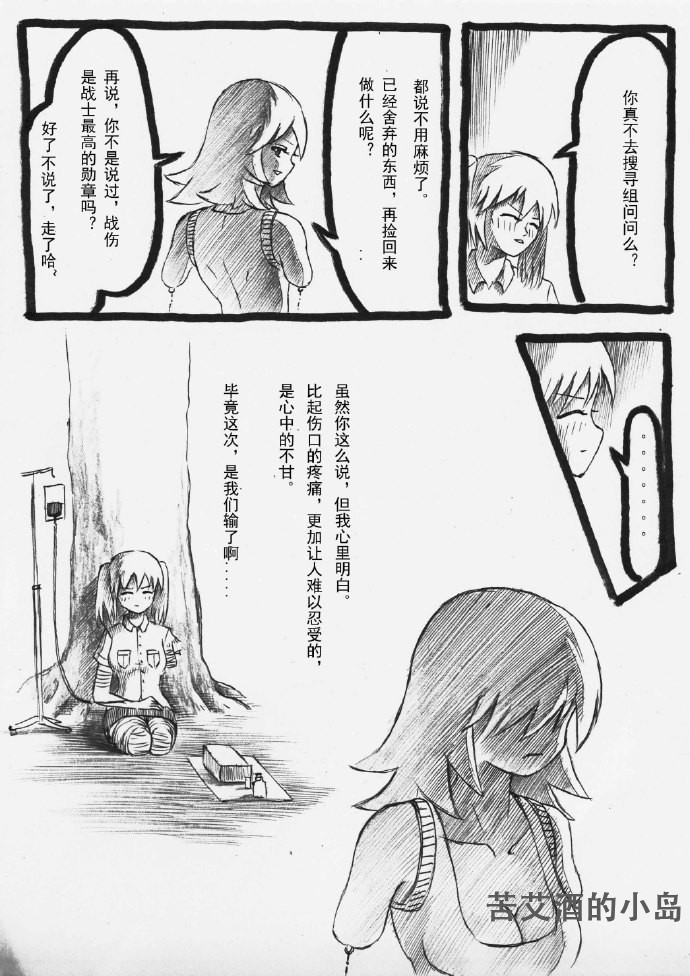 你真不去搜寻组问问么?
都说不用麻烦了。
已经舍弃的东西，再捡回来
做什么呢? ..
再说，你不是说过，战伤
是战士最高的勋章吗?
好了不说了，走了哈~
.......
虽然你这么说，但我心里明白。
比起伤口的疼痛，更加让人难以忍受的，
是心中的不甘。
毕竟这次，是我们输了啊....
苦艾酒的小岛